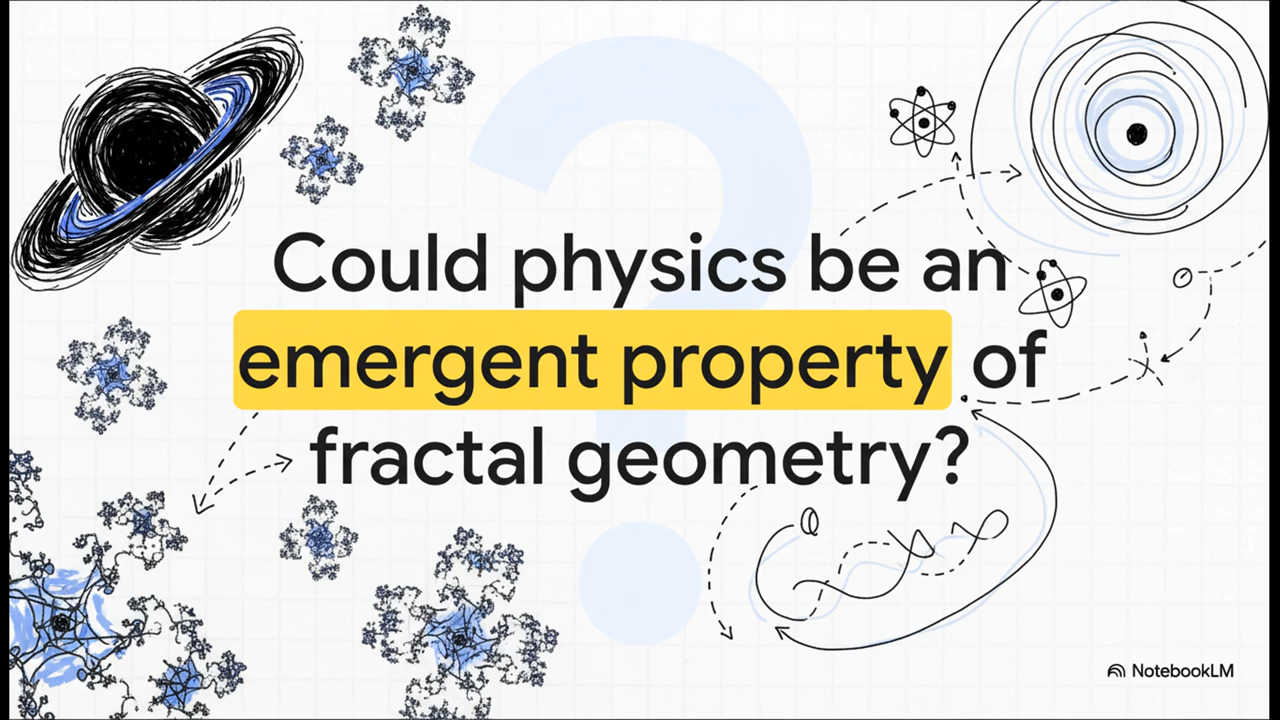 Could physics be an
emergent property of
fractal geometry?
NotebookLM